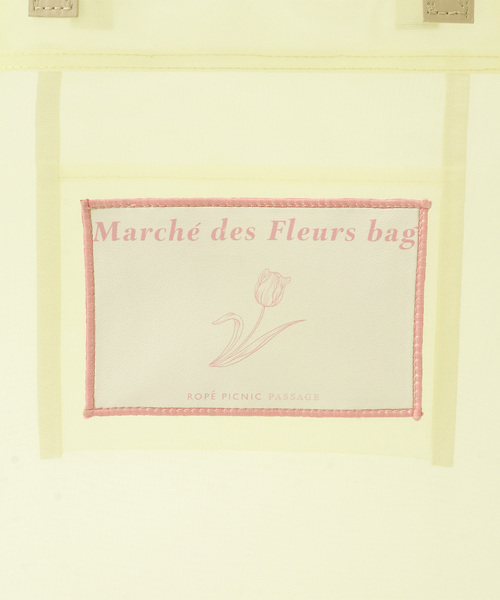 Marché des Fleurs bag
ROPÉ PICNIC PASSAGE